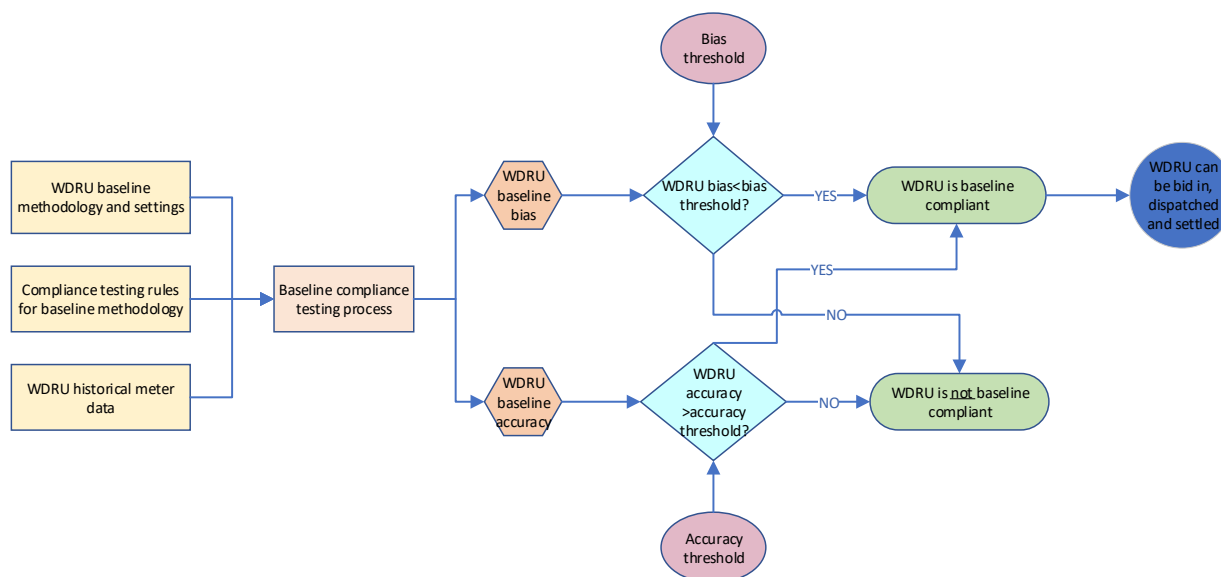 Bias
threshold
WDRU baseline
methodology and settings
Compliance testing rules
for baseline methodology
WDRU historical meter
data
Baseline compliance
testing process
WDRU
baseline
bias
WDRU
baseline
accuracy
WDRU bias<bias
threshold?
YES
WDRU is baseline
compliant
WDRU can
be bid in,
dispatched
and settled
YES
NO
WDRU
accuracy
>accuracy
threshold?
NO
WDRU is not baseline
compliant
Accuracy
threshold